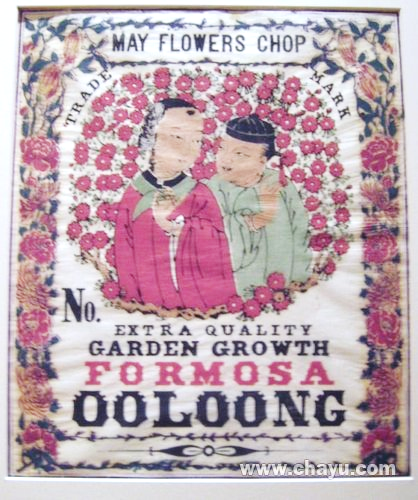 MAY FLOWERS CHOP
TRADE MARK
No.
EXTRA QUALITY
GARDEN GROWTH
FORMOSA
OOLOONG
www.chayu.com